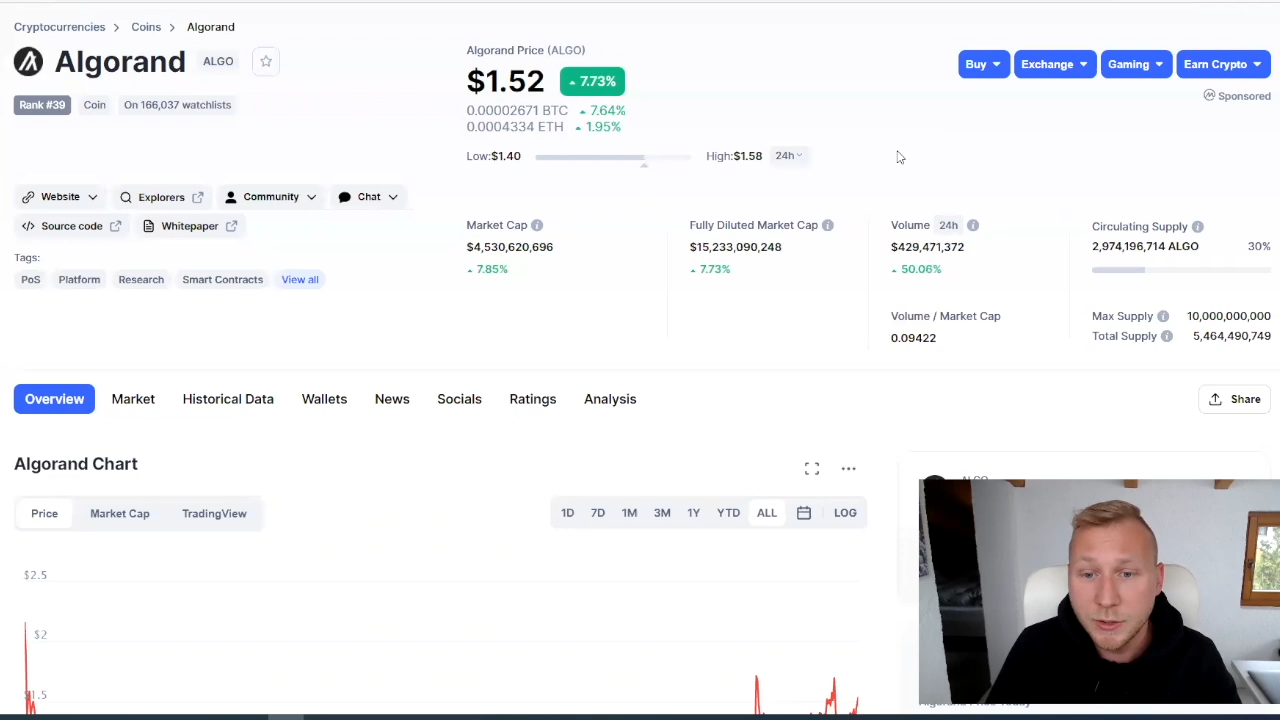 Cryptocurrencies > Coins > Algorand
Algorand ALGO
Rank #39 Coin On 166,037 watchlists
Algorand Price (ALGO)
$1.52 7.73%
0.00002671 BTC 7.64%
0.0004334 ETH 1.95%
Low:$1.40 High:$1.58 24h
Buy Exchange Gaming Earn Crypto
Sponsored
Website Explorers Community Chat
Source code Whitepaper
Tags:
PoS Platform Research Smart Contracts View all
Market Cap
$4,530,620,696
7.85%
Fully Diluted Market Cap
$15,233,090,248
7.73%
Volume 24h
$429,471,372
50.06%
Volume / Market Cap
0.09422
Circulating Supply
2,974,196,714 ALGO 30%
Max Supply 10,000,000,000
Total Supply 5,464,490,749
Overview Market Historical Data Wallets News Socials Ratings Analysis
Share
Algorand Chart
Price Market Cap TradingView
1D 7D 1M 3M 1Y YTD ALL LOG
$2.5
$2
$1.5